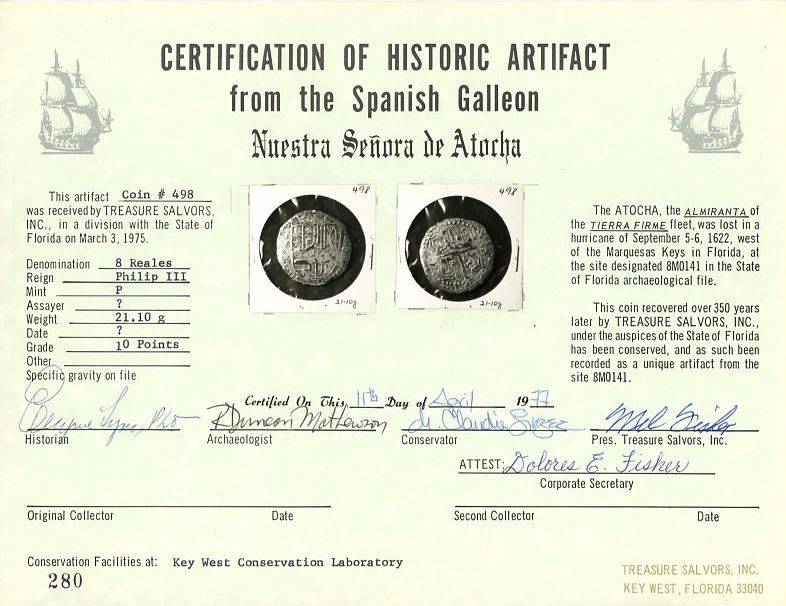 CERTIFICATION OF HISTORIC ARTIFACT
from the Spanish Galleon
Nuestra Señora de Atocha
This artifact Coin # 498
was received by TREASURE SALVORS,
INC., in a division with the State of
Florida on March 3, 1975.
Denomination 8 Reales
Reign Philip III
Mint P
Assayer ?
Weight 21.10 g
Date ?
Grade 10 Points
Other
Specific gravity on file
498
21.10g
498
21.10g
The ATOCHA, the ALMIRANTA of
the TIERRA FIRME fleet, was lost in a
hurricane of September 5-6, 1622, west
of the Marquesas Keys in Florida, at
the site designated 8MO141 in the State
of Florida archaeological file.
This coin recovered over 350 years
later by TREASURE SALVORS, INC.,
under the auspices of the State of Florida
has been conserved, and as such been
recorded as a unique artifact from the
site 8MO141.
Certified On This 11th Day of April 1977
R Duncan Mathewson
Mel Fisher
Historian Archaeologist Conservator Pres. Treasure Salvors, Inc.
ATTEST: Dolores E. Fisher
Corporate Secretary
Original Collector Date Second Collector Date
Conservation Facilities at: Key West Conservation Laboratory
280
TREASURE SALVORS, INC.
KEY WEST, FLORIDA 33040